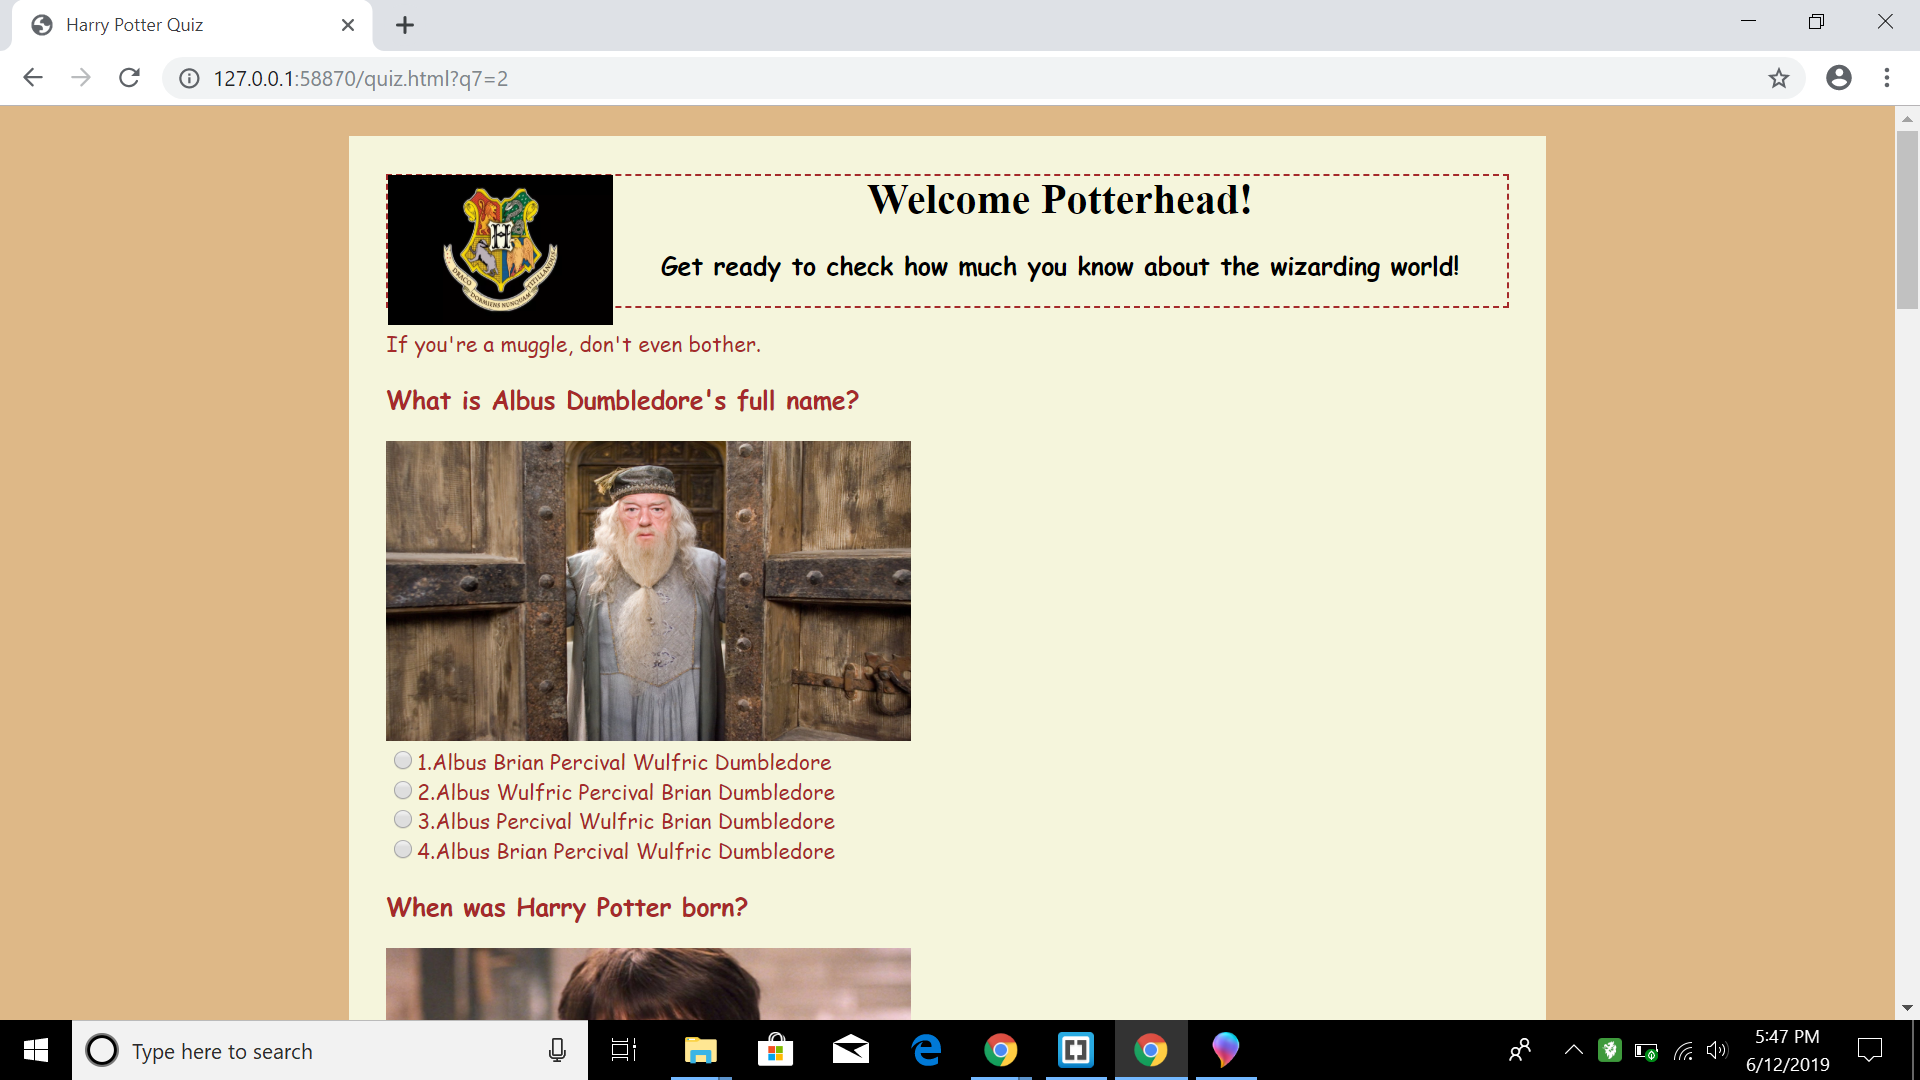 Harry Potter Quiz
127.0.0.1:58870/quiz.html?q7=2
Welcome Potterhead!
Get ready to check how much you know about the wizarding world!
H
DRACO DORMIENS NUNQUAM TITILLANDUS
If you're a muggle, don't even bother.
What is Albus Dumbledore's full name?
1.Albus Brian Percival Wulfric Dumbledore
2.Albus Wulfric Percival Brian Dumbledore
3.Albus Percival Wulfric Brian Dumbledore
4.Albus Brian Percival Wulfric Dumbledore
When was Harry Potter born?
Type here to search
5:47 PM
6/12/2019